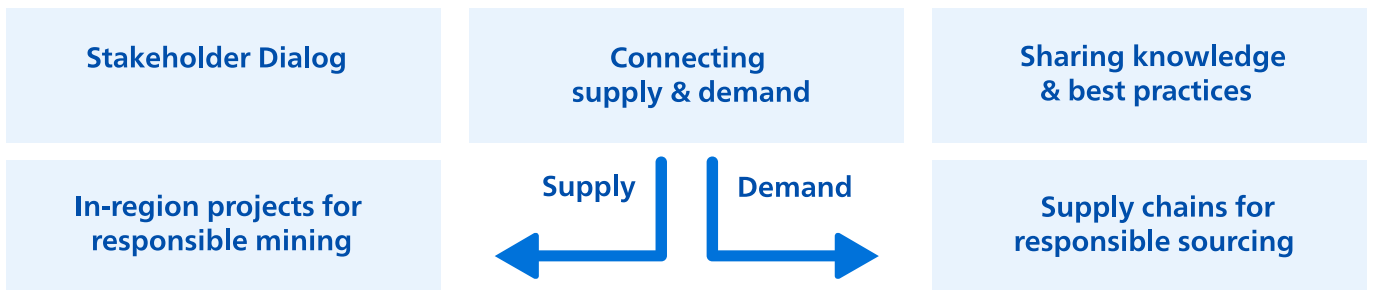 Stakeholder Dialog
Connecting
supply & demand
Sharing knowledge
& best practices
In-region projects for
responsible mining
Supply
Demand
Supply chains for
responsible sourcing